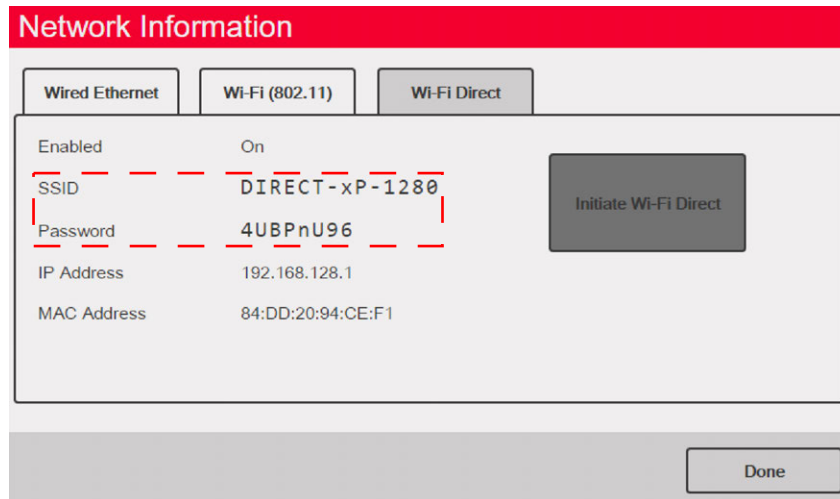 Network Information
Wired Ethernet Wi-Fi (802.11) Wi-Fi Direct
Enabled On
SSID DIRECT-xP-1280
Initiate Wi-Fi Direct
Password 4UBPnU96
IP Address 192.168.128.1
MAC Address 84:DD:20:94:CE:F1
Done